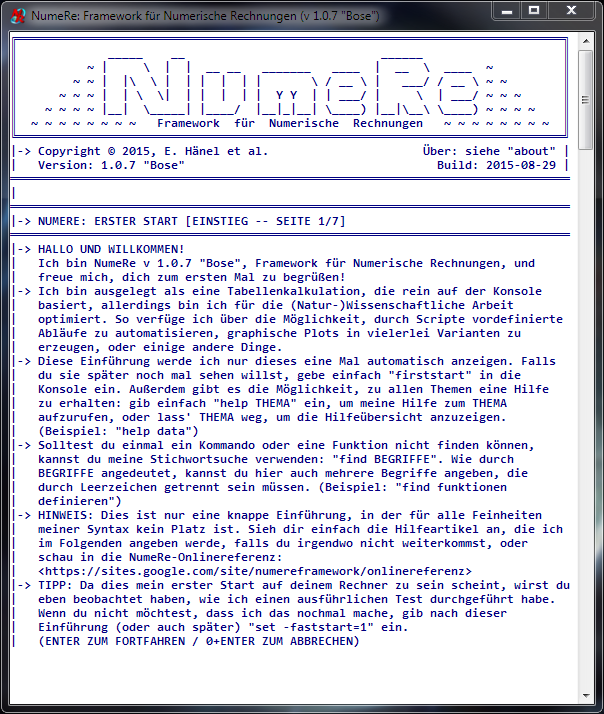 NumeRe: Framework für Numerische Rechnungen (v 1.0.7 "Bose")
NumeRe
Framework für Numerische Rechnungen
|-> Copyright © 2015, E. Hänel et al. Über: siehe "about" |
| Version: 1.0.7 "Bose" Build: 2015-08-29 |
|-> NUMERE: ERSTER START [EINSTIEG -- SEITE 1/7]
|-> HALLO UND WILLKOMMEN!
| Ich bin NumeRe v 1.0.7 "Bose", Framework für Numerische Rechnungen, und
| freue mich, dich zum ersten Mal zu begrüßen!
|-> Ich bin ausgelegt als eine Tabellenkalkulation, die rein auf der Konsole
| basiert, allerdings bin ich für die (Natur-)Wissenschaftliche Arbeit
| optimiert. So verfüge ich über die Möglichkeit, durch Scripte vordefinierte
| Abläufe zu automatisieren, graphische Plots in vielerlei Varianten zu
| erzeugen, oder einige andere Dinge.
|-> Diese Einführung werde ich nur dieses eine Mal automatisch anzeigen. Falls
| du sie später noch mal sehen willst, gebe einfach "firststart" in die
| Konsole ein. Außerdem gibt es die Möglichkeit, zu allen Themen eine Hilfe
| zu erhalten: gib einfach "help THEMA" ein, um meine Hilfe zum THEMA
| aufzurufen, oder lass' THEMA weg, um die Hilfeübersicht anzuzeigen.
| (Beispiel: "help data")
|-> Solltest du einmal ein Kommando oder eine Funktion nicht finden können,
| kannst du meine Stichwortsuche verwenden: "find BEGRIFFE". Wie durch
| BEGRIFFE angedeutet, kannst du hier auch mehrere Begriffe angeben, die
| durch Leerzeichen getrennt sein müssen. (Beispiel: "find funktionen
| definieren")
|-> HINWEIS: Dies ist nur eine knappe Einführung, in der für alle Feinheiten
| meiner Syntax kein Platz ist. Sieh dir einfach die Hilfeartikel an, die ich
| im Folgenden angeben werde, falls du irgendwo nicht weiterkommst, oder
| schau in die NumeRe-Onlinereferenz:
| <https://sites.google.com/site/numereframework/onlinereferenz>
|-> TIPP: Da dies mein erster Start auf deinem Rechner zu sein scheint, wirst du
| eben beobachtet haben, wie ich einen ausführlichen Test durchgeführt habe.
| Wenn du nicht möchtest, dass ich das nochmal mache, gib nach dieser
| Einführung (oder auch später) "set -faststart=1" ein.
| (ENTER ZUM FORTFAHREN / 0+ENTER ZUM ABBRECHEN)